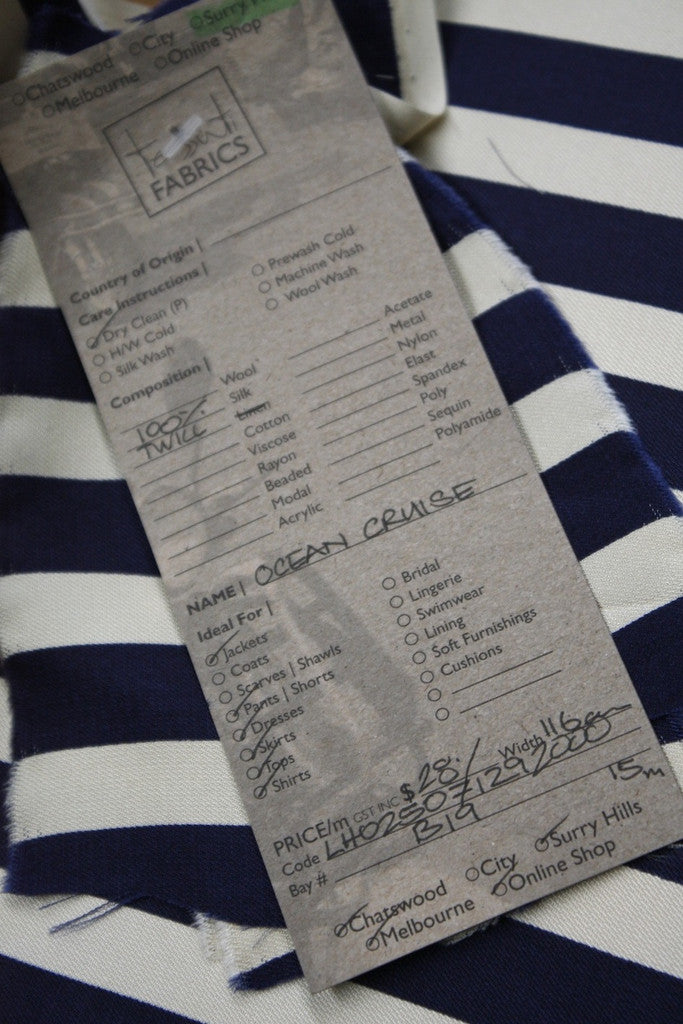 Chatswood City Surry
Melbourne Online Shop
FABRICS
Country of Origin |
Care Instructions |
Dry Clean (P)
H/W Cold
Silk Wash
Prewash Cold
Machine Wash
Wool Wash
Composition |
Wool
Silk
100% Linen
TWILL Cotton
Viscose
Rayon
Beaded
Modal
Acrylic
Acetate
Metal
Nylon
Elast
Spandex
Poly
Sequin
Polyamide
NAME | OCEAN CRUISE
Ideal For |
Jackets
Coats
Scarves | Shawls
Pants | Shorts
Dresses
Skirts
Tops
Shirts
Bridal
Lingerie
Swimwear
Lining
Soft Furnishings
Cushions
PRICE/m GST INC $28/ Width 116cm
Code LH025071292000
Bay # B19 15m
Chatswood City Surry Hills
Melbourne Online Shop